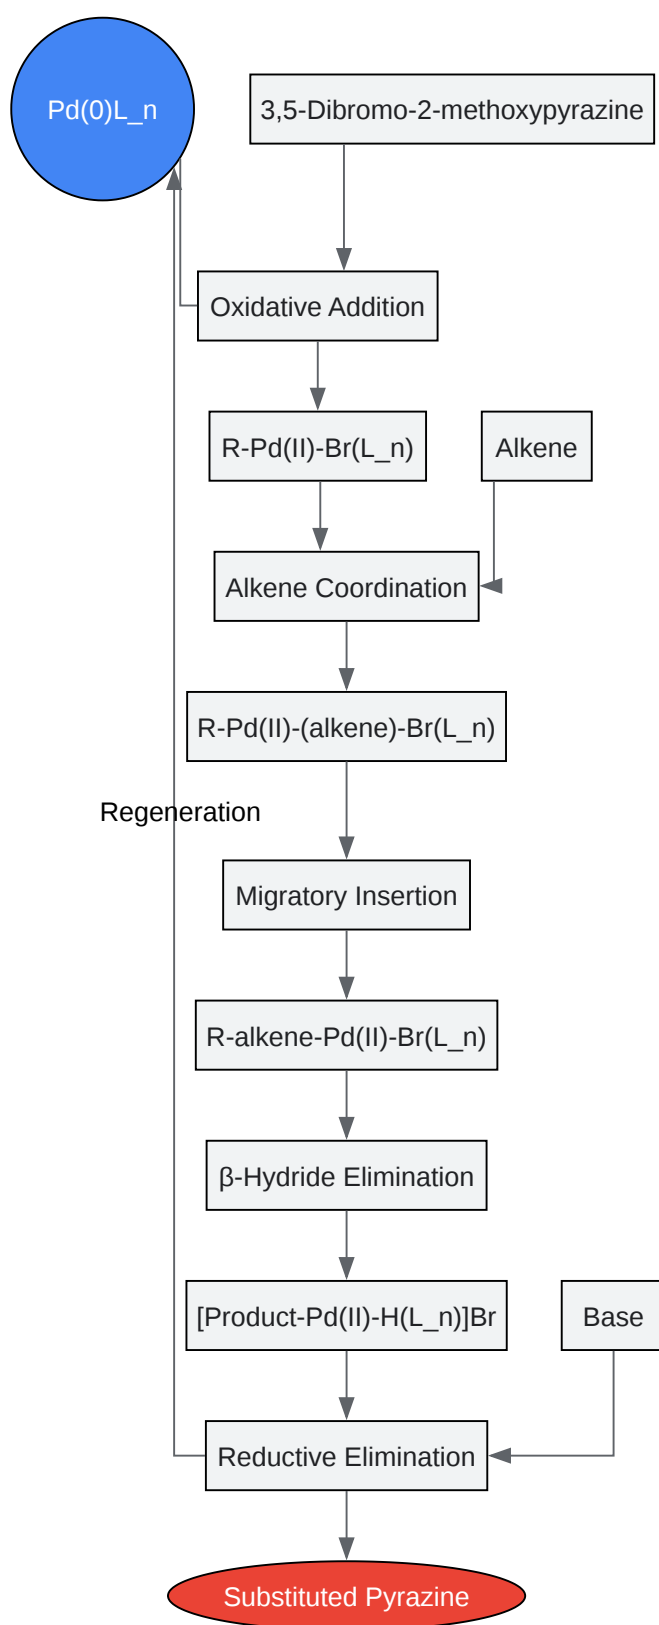 Pd(0)L_n
3,5-Dibromo-2-methoxypyrazine
Oxidative Addition
R-Pd(II)-Br(L_n)
Alkene
Alkene Coordination
R-Pd(II)-(alkene)-Br(L_n)
Regeneration
Migratory Insertion
R-alkene-Pd(II)-Br(L_n)
β-Hydride Elimination
[Product-Pd(II)-H(L_n)]Br
Base
Reductive Elimination
Substituted Pyrazine